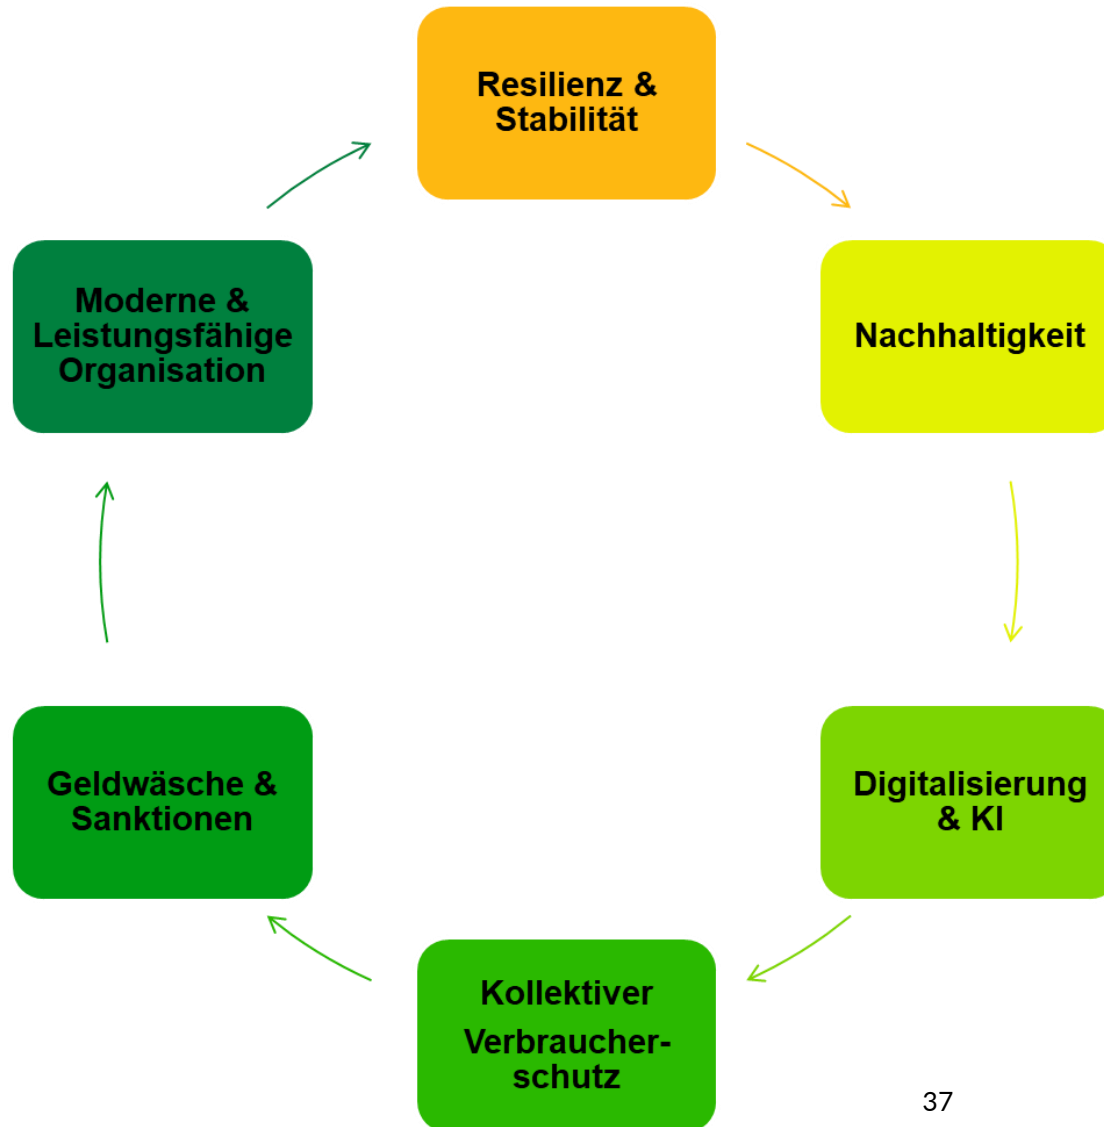 Resilienz &
Stabilität
Nachhaltigkeit
Digitalisierung
& KI
Kollektiver
Verbraucher-
schutz
Geldwäsche &
Sanktionen
Moderne &
Leistungsfähige
Organisation
37